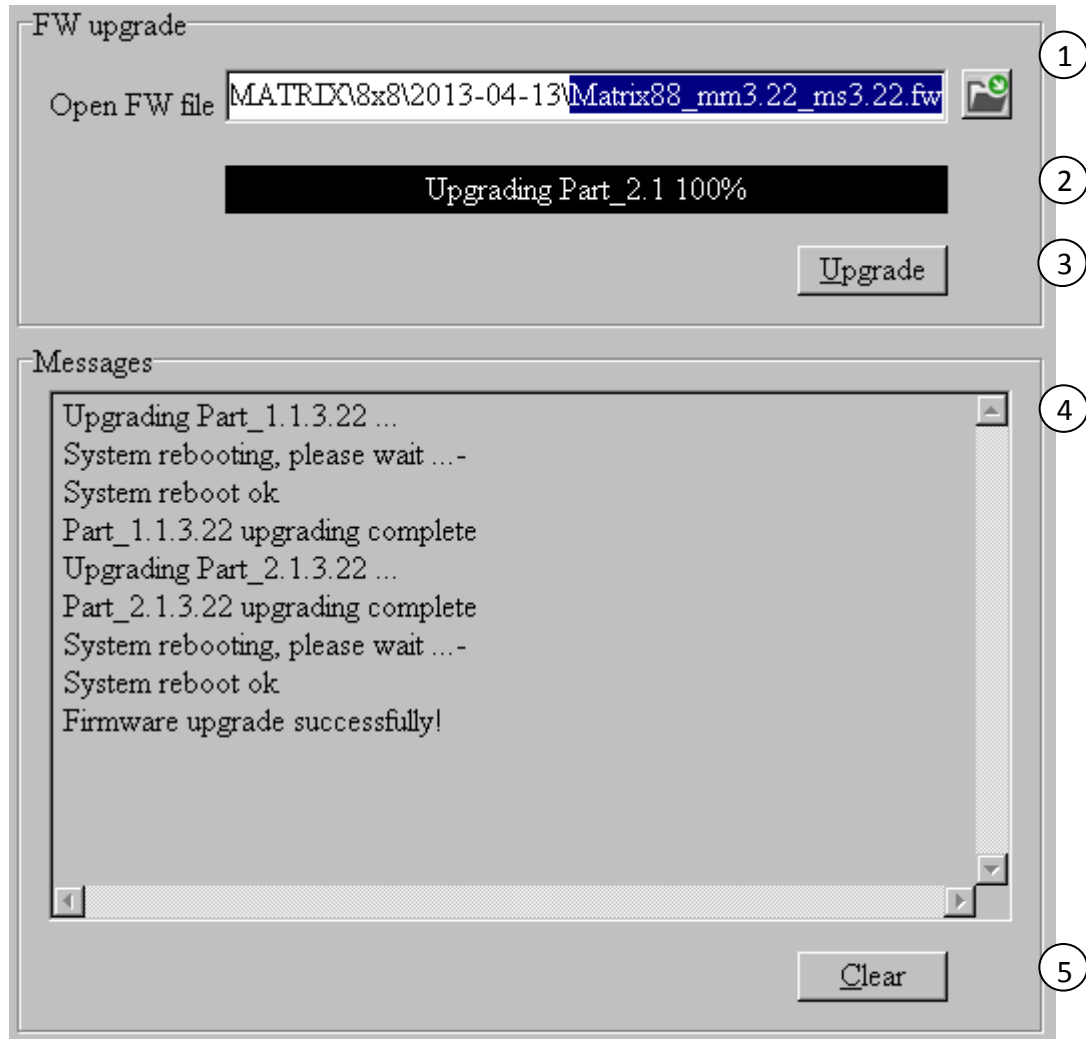 FW upgrade
1
Open FW file MATRIX\8x8\2013-04-13\Matrix88_mm3.22_ms3.22.fw
Upgrading Part_2.1 100%
2
Upgrade
3
Messages
Upgrading Part_1.1.3.22 ...
4
System rebooting, please wait ...-
System reboot ok
Part_1.1.3.22 upgrading complete
Upgrading Part_2.1.3.22 ...
Part_2.1.3.22 upgrading complete
System rebooting, please wait ...-
System reboot ok
Firmware upgrade successfully!
Clear
5